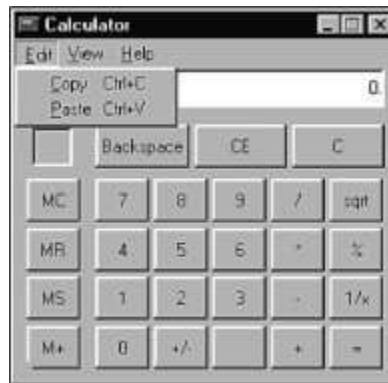 Calculator
Edit View Help
Copy Ctrl+C
Paste Ctrl+V
0.
Backspace CE C
MC 7 8 9 / sqrt
MR 4 5 6 * %
MS 1 2 3 - 1/x
M+ 0 +/- + =